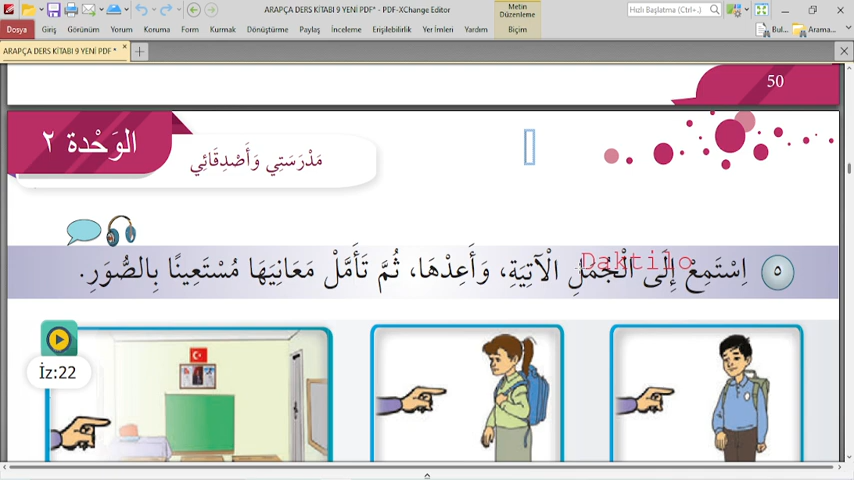 ARAPÇA DERS KİTABI 9 YENİ PDF* - PDF-XChange Editor
Metin Düzenleme
Hızlı Başlatma (Ctrl+.)
Dosya Giriş Görünüm Yorum Koruma Form Kurmak Dönüştürme Paylaş İnceleme Erişilebilirlik Yer İmleri Yardım Biçim Bul... Arama...
ARAPÇA DERS KİTABI 9 YENİ PDF *
50
الوَحْدة ٢
مَدْرَسَتِي وَأَصْدِقَائِي
٥ اِسْتَمِعْ إِلَى الْجُمَلِ الْآتِيَةِ، وَأَعِدْهَا، ثُمَّ تَأَمَّلْ مَعَانِيَهَا مُسْتَعِينًا بِالصُّوَرِ.
Daktilo
İz:22